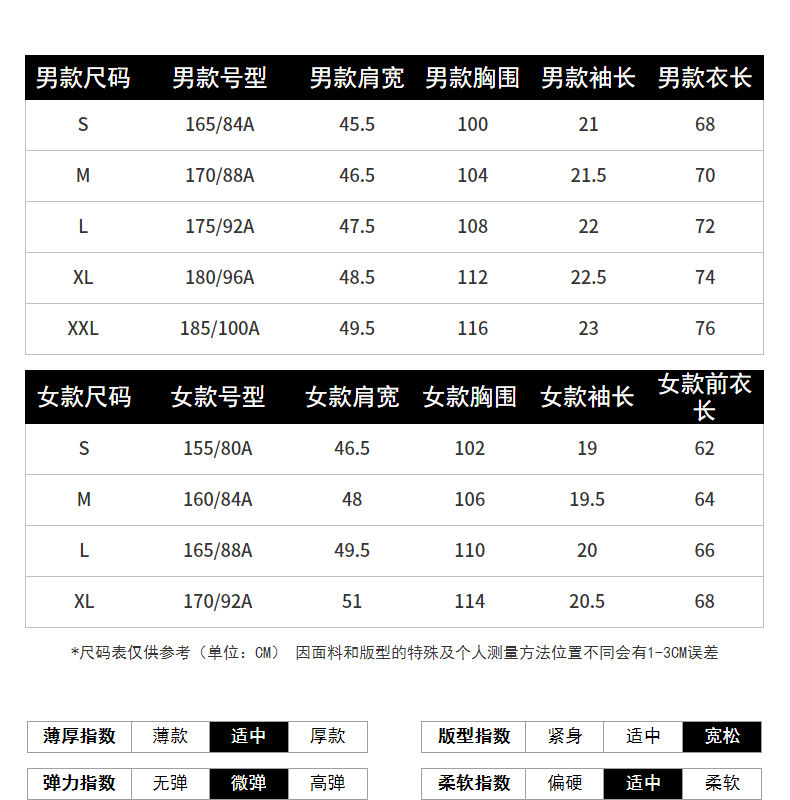 男款尺码 男款号型 男款肩宽 男款胸围 男款袖长 男款衣长
S 165/84A 45.5 100 21 68
M 170/88A 46.5 104 21.5 70
L 175/92A 47.5 108 22 72
XL 180/96A 48.5 112 22.5 74
XXL 185/100A 49.5 116 23 76
女款尺码 女款号型 女款肩宽 女款胸围 女款袖长 女款前衣长
S 155/80A 46.5 102 19 62
M 160/84A 48 106 19.5 64
L 165/88A 49.5 110 20 66
XL 170/92A 51 114 20.5 68
*尺码表仅供参考（单位：CM） 因面料和版型的特殊及个人测量方法位置不同会有1-3CM误差
薄厚指数 薄款 适中 厚款 版型指数 紧身 适中 宽松
弹力指数 无弹 微弹 高弹 柔软指数 偏硬 适中 柔软